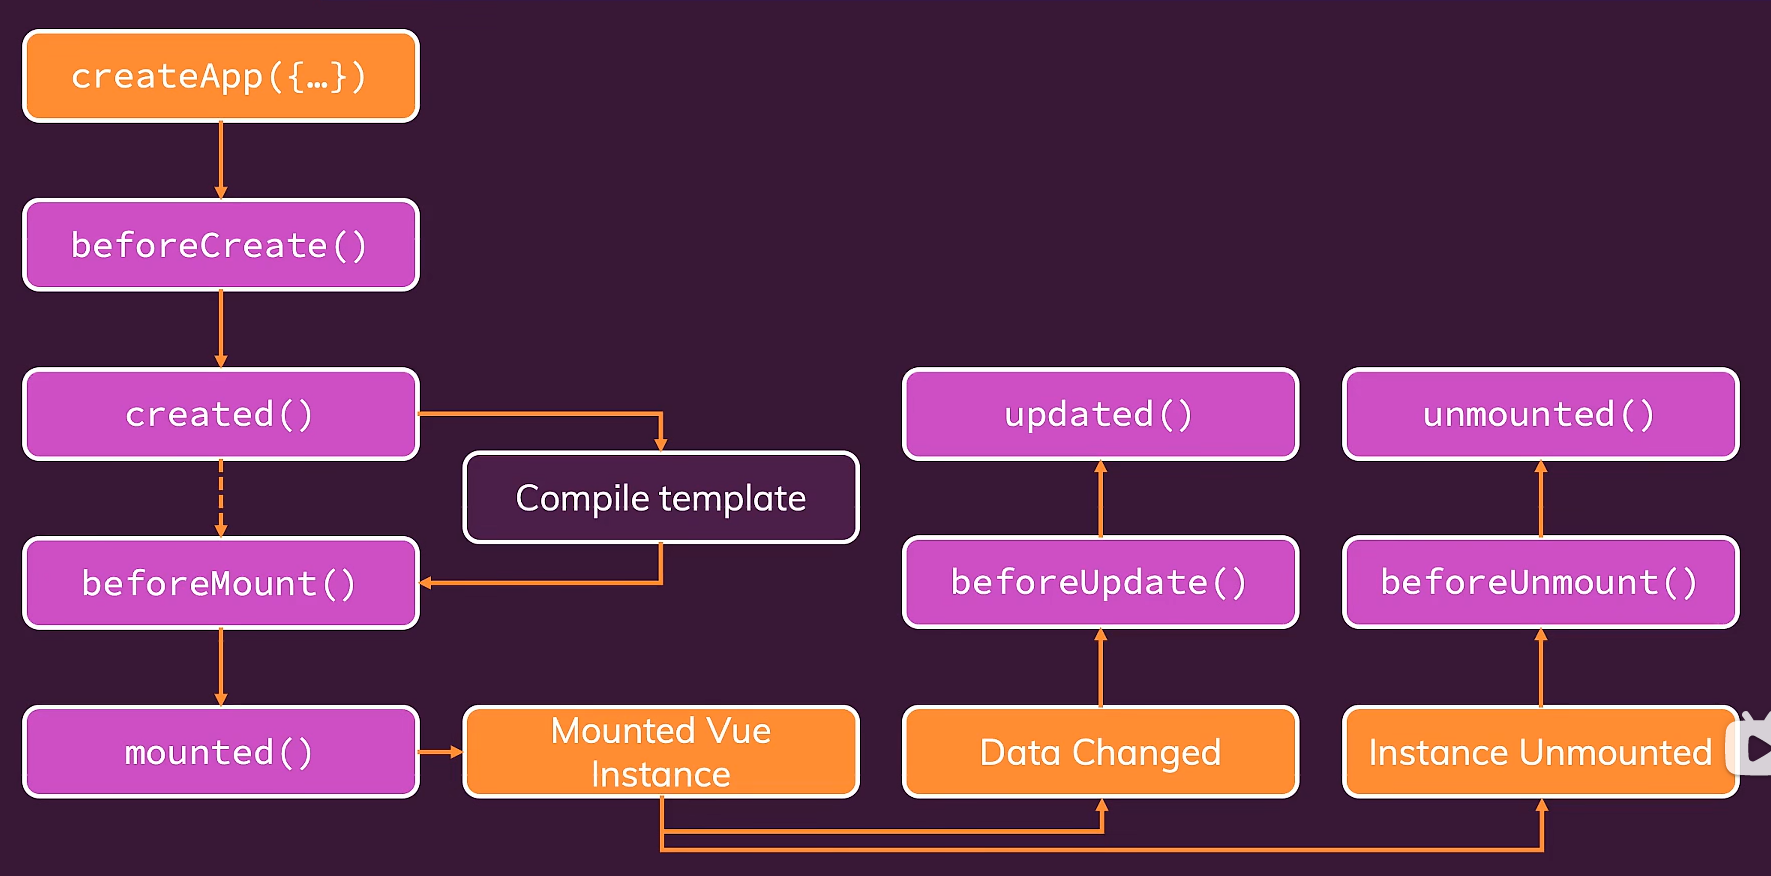 createApp({…})
beforeCreate()
created()
Compile template
beforeMount()
mounted()
Mounted Vue
Instance
updated()
beforeUpdate()
Data Changed
unmounted()
beforeUnmount()
Instance Unmounted